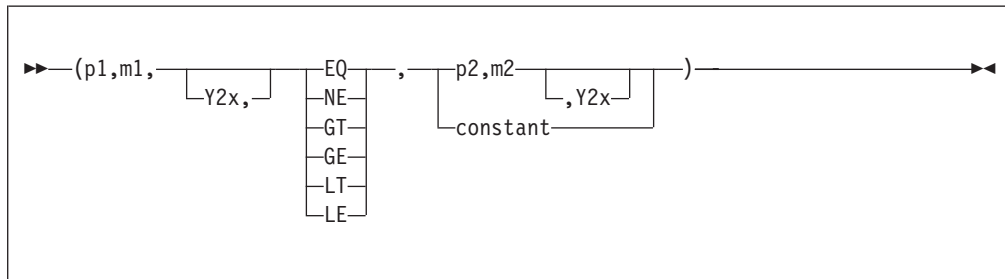 (p1,m1, EQ , p2,m2 )
Y2x, NE ,Y2x
GT constant
GE
LT
LE